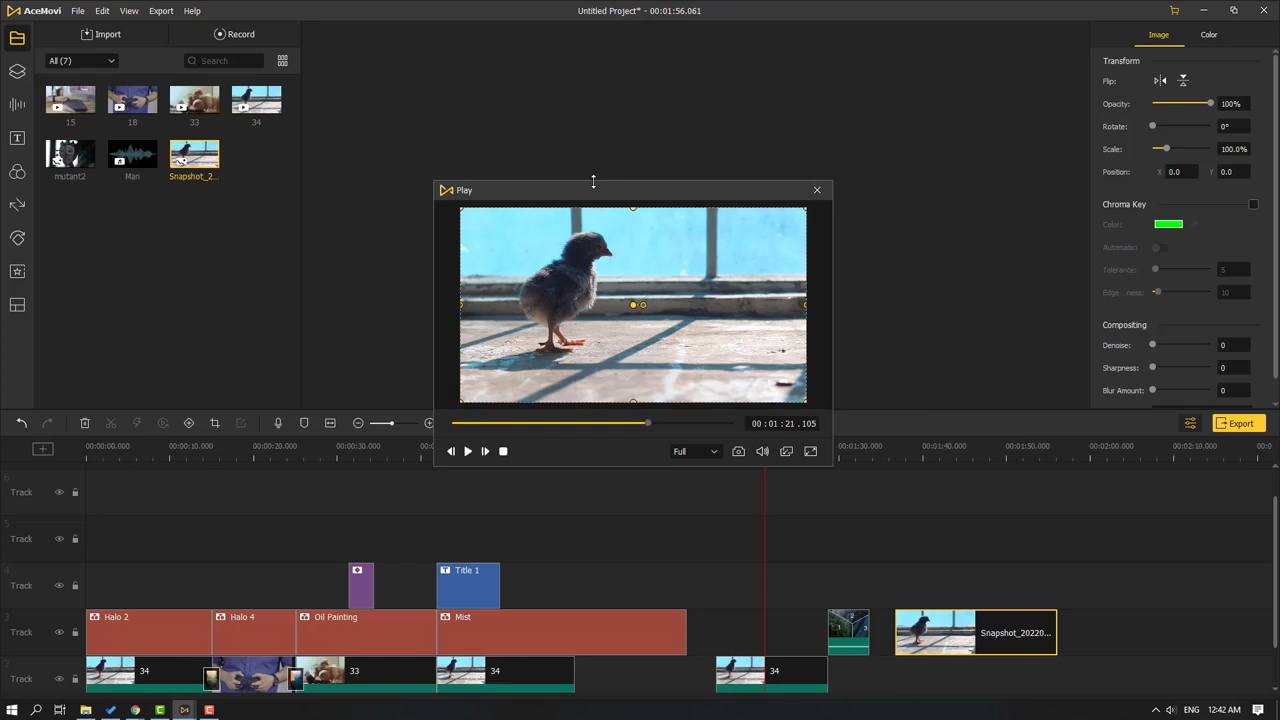 AceMovi File Edit View Export Help Untitled Project* - 00:01:56.061
Import Record Image Color
All (7) Search Transform
Flip:
Opacity: 100%
Rotate: 0°
Scale: 100.0%
Position: X 0.0 Y 0.0
15 18 33 34
mutant2 Man Snapshot_2...
Play
Chroma Key
Color:
Automatic:
Tolerance: 5
Edge 10
Compositing
Denoise: 0
Sharpness: 0
Blur Amount: 0
00 : 01 : 21 . 105
Export
Full
00:00:00.000 00:00:10.000 00:00:20.000 00:00:30.000 00:01:30.000 00:01:40.000 00:01:50.000 00:02:00.000 00:02:10.000
6
Track
5
Track
4
Track Title 1
3
Track Halo 2 Halo 4 Oil Painting Mist Snapshot_20220...
2
Track 34 33 34 34
ENG 12:42 AM